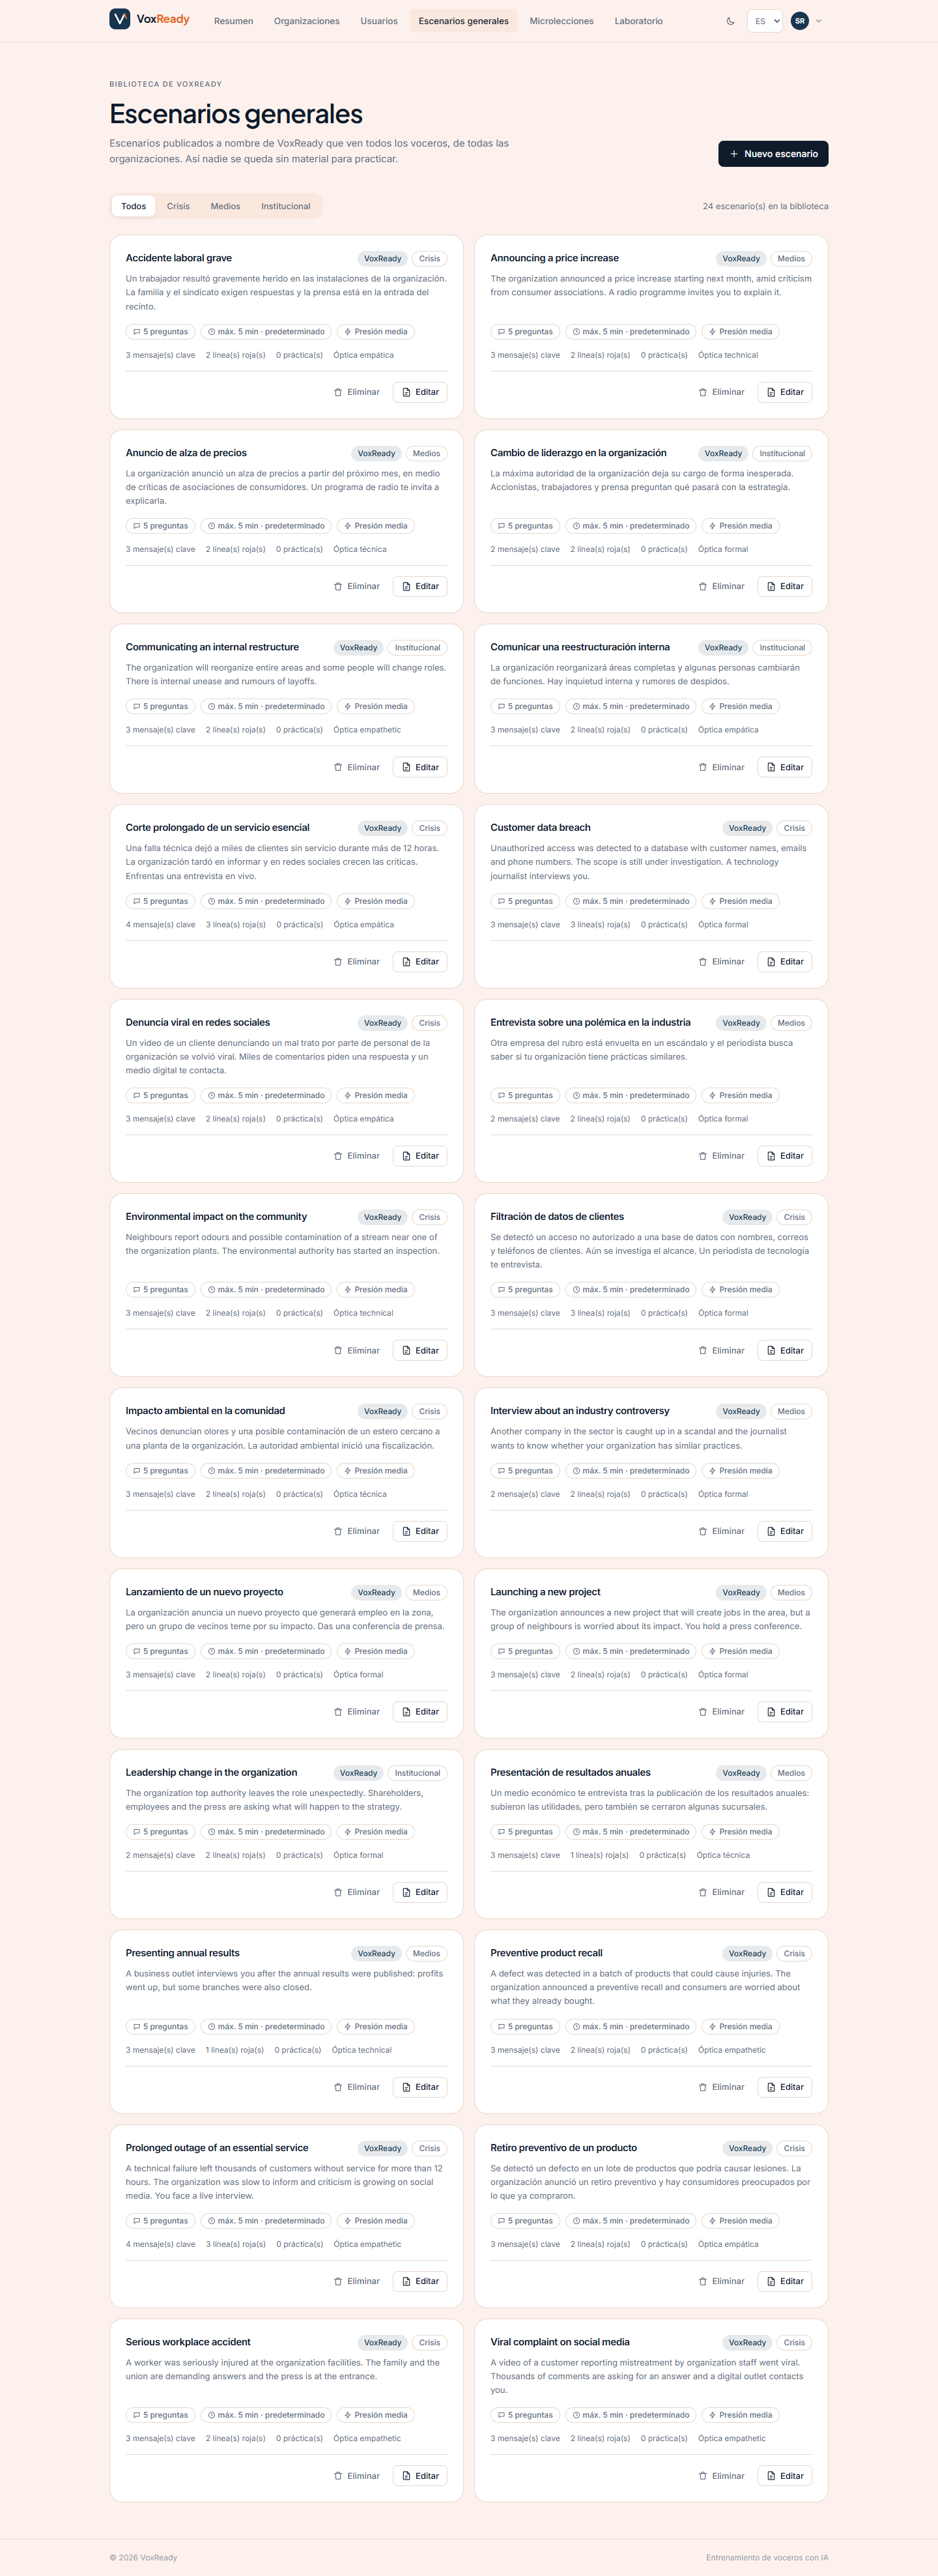 VoxReady
Resumen
Organizaciones
Usuarios
Escenarios generales
Microlecciones
Laboratorio
ES
SR
BIBLIOTECA DE VOXREADY
Escenarios generales
Escenarios publicados a nombre de VoxReady que ven todos los voceros, de todas las
organizaciones. Así nadie se queda sin material para practicar.
Nuevo escenario
Todos
Crisis
Medios
Institucional
24 escenario(s) en la biblioteca
Accidente laboral grave
VoxReady
Crisis
Un trabajador resultó gravemente herido en las instalaciones de la organización.
La familia y el sindicato exigen respuestas y la prensa está en la entrada del
recinto.
5 preguntas
máx. 5 min · predeterminado
Presión media
3 mensaje(s) clave
2 línea(s) roja(s)
0 práctica(s)
Óptica empática
Eliminar
Editar
Announcing a price increase
VoxReady
Medios
The organization announced a price increase starting next month, amid criticism
from consumer associations. A radio programme invites you to explain it.
5 preguntas
máx. 5 min · predeterminado
Presión media
3 mensaje(s) clave
2 línea(s) roja(s)
0 práctica(s)
Óptica technical
Eliminar
Editar
Anuncio de alza de precios
VoxReady
Medios
La organización anunció un alza de precios a partir del próximo mes, en medio
de críticas de asociaciones de consumidores. Un programa de radio te invita a
explicarla.
5 preguntas
máx. 5 min · predeterminado
Presión media
3 mensaje(s) clave
2 línea(s) roja(s)
0 práctica(s)
Óptica técnica
Eliminar
Editar
Cambio de liderazgo en la organización
VoxReady
Institucional
La máxima autoridad de la organización deja su cargo de forma inesperada.
Accionistas, trabajadores y prensa preguntan qué pasará con la estrategia.
5 preguntas
máx. 5 min · predeterminado
Presión media
2 mensaje(s) clave
2 línea(s) roja(s)
0 práctica(s)
Óptica formal
Eliminar
Editar
Communicating an internal restructure
VoxReady
Institucional
The organization will reorganize entire areas and some people will change roles.
There is internal unease and rumours of layoffs.
5 preguntas
máx. 5 min · predeterminado
Presión media
3 mensaje(s) clave
2 línea(s) roja(s)
0 práctica(s)
Óptica empathetic
Eliminar
Editar
Comunicar una reestructuración interna
VoxReady
Institucional
La organización reorganizará áreas completas y algunas personas cambiarán
de funciones. Hay inquietud interna y rumores de despidos.
5 preguntas
máx. 5 min · predeterminado
Presión media
3 mensaje(s) clave
2 línea(s) roja(s)
0 práctica(s)
Óptica empática
Eliminar
Editar
Corte prolongado de un servicio esencial
VoxReady
Crisis
Una falla técnica dejó a miles de clientes sin servicio durante más de 12 horas.
La organización tardó en informar y en redes sociales crecen las críticas.
Enfrentas una entrevista en vivo.
5 preguntas
máx. 5 min · predeterminado
Presión media
4 mensaje(s) clave
3 línea(s) roja(s)
0 práctica(s)
Óptica empática
Eliminar
Editar
Customer data breach
VoxReady
Crisis
Unauthorized access was detected to a database with customer names, emails
and phone numbers. The scope is still under investigation. A technology
journalist interviews you.
5 preguntas
máx. 5 min · predeterminado
Presión media
3 mensaje(s) clave
3 línea(s) roja(s)
0 práctica(s)
Óptica formal
Eliminar
Editar
Denuncia viral en redes sociales
VoxReady
Crisis
Un video de un cliente denunciando un mal trato por parte de personal de la
organización se volvió viral. Miles de comentarios piden una respuesta y un
medio digital te contacta.
5 preguntas
máx. 5 min · predeterminado
Presión media
3 mensaje(s) clave
2 línea(s) roja(s)
0 práctica(s)
Óptica empática
Eliminar
Editar
Entrevista sobre una polémica en la industria
VoxReady
Medios
Otra empresa del rubro está envuelta en un escándalo y el periodista busca
saber si tu organización tiene prácticas similares.
5 preguntas
máx. 5 min · predeterminado
Presión media
2 mensaje(s) clave
2 línea(s) roja(s)
0 práctica(s)
Óptica formal
Eliminar
Editar
Environmental impact on the community
VoxReady
Crisis
Neighbours report odours and possible contamination of a stream near one of
the organization plants. The environmental authority has started an inspection.
5 preguntas
máx. 5 min · predeterminado
Presión media
3 mensaje(s) clave
2 línea(s) roja(s)
0 práctica(s)
Óptica technical
Eliminar
Editar
Filtración de datos de clientes
VoxReady
Crisis
Se detectó un acceso no autorizado a una base de datos con nombres, correos
y teléfonos de clientes. Aún se investiga el alcance. Un periodista de tecnología
te entrevista.
5 preguntas
máx. 5 min · predeterminado
Presión media
3 mensaje(s) clave
3 línea(s) roja(s)
0 práctica(s)
Óptica formal
Eliminar
Editar
Impacto ambiental en la comunidad
VoxReady
Crisis
Vecinos denuncian olores y una posible contaminación de un estero cercano a
una planta de la organización. La autoridad ambiental inició una fiscalización.
5 preguntas
máx. 5 min · predeterminado
Presión media
3 mensaje(s) clave
2 línea(s) roja(s)
0 práctica(s)
Óptica técnica
Eliminar
Editar
Interview about an industry controversy
VoxReady
Medios
Another company in the sector is caught up in a scandal and the journalist
wants to know whether your organization has similar practices.
5 preguntas
máx. 5 min · predeterminado
Presión media
2 mensaje(s) clave
2 línea(s) roja(s)
0 práctica(s)
Óptica formal
Eliminar
Editar
Lanzamiento de un nuevo proyecto
VoxReady
Medios
La organización anuncia un nuevo proyecto que generará empleo en la zona,
pero un grupo de vecinos teme por su impacto. Das una conferencia de prensa.
5 preguntas
máx. 5 min · predeterminado
Presión media
3 mensaje(s) clave
2 línea(s) roja(s)
0 práctica(s)
Óptica formal
Eliminar
Editar
Launching a new project
VoxReady
Medios
The organization announces a new project that will create jobs in the area, but a
group of neighbours is worried about its impact. You hold a press conference.
5 preguntas
máx. 5 min · predeterminado
Presión media
3 mensaje(s) clave
2 línea(s) roja(s)
0 práctica(s)
Óptica formal
Eliminar
Editar
Leadership change in the organization
VoxReady
Institucional
The organization top authority leaves the role unexpectedly. Shareholders,
employees and the press are asking what will happen to the strategy.
5 preguntas
máx. 5 min · predeterminado
Presión media
2 mensaje(s) clave
2 línea(s) roja(s)
0 práctica(s)
Óptica formal
Eliminar
Editar
Presentación de resultados anuales
VoxReady
Medios
Un medio económico te entrevista tras la publicación de los resultados anuales:
subieron las utilidades, pero también se cerraron algunas sucursales.
5 preguntas
máx. 5 min · predeterminado
Presión media
3 mensaje(s) clave
1 línea(s) roja(s)
0 práctica(s)
Óptica técnica
Eliminar
Editar
Presenting annual results
VoxReady
Medios
A business outlet interviews you after the annual results were published: profits
went up, but some branches were also closed.
5 preguntas
máx. 5 min · predeterminado
Presión media
3 mensaje(s) clave
1 línea(s) roja(s)
0 práctica(s)
Óptica technical
Eliminar
Editar
Preventive product recall
VoxReady
Crisis
A defect was detected in a batch of products that could cause injuries. The
organization announced a preventive recall and consumers are worried about
what they already bought.
5 preguntas
máx. 5 min · predeterminado
Presión media
3 mensaje(s) clave
2 línea(s) roja(s)
0 práctica(s)
Óptica empathetic
Eliminar
Editar
Prolonged outage of an essential service
VoxReady
Crisis
A technical failure left thousands of customers without service for more than 12
hours. The organization was slow to inform and criticism is growing on social
media. You face a live interview.
5 preguntas
máx. 5 min · predeterminado
Presión media
4 mensaje(s) clave
3 línea(s) roja(s)
0 práctica(s)
Óptica empathetic
Eliminar
Editar
Retiro preventivo de un producto
VoxReady
Crisis
Se detectó un defecto en un lote de productos que podría causar lesiones. La
organización anunció un retiro preventivo y hay consumidores preocupados por
lo que ya compraron.
5 preguntas
máx. 5 min · predeterminado
Presión media
3 mensaje(s) clave
2 línea(s) roja(s)
0 práctica(s)
Óptica empática
Eliminar
Editar
Serious workplace accident
VoxReady
Crisis
A worker was seriously injured at the organization facilities. The family and the
union are demanding answers and the press is at the entrance.
5 preguntas
máx. 5 min · predeterminado
Presión media
3 mensaje(s) clave
2 línea(s) roja(s)
0 práctica(s)
Óptica empathetic
Eliminar
Editar
Viral complaint on social media
VoxReady
Crisis
A video of a customer reporting mistreatment by organization staff went viral.
Thousands of comments are asking for an answer and a digital outlet contacts
you.
5 preguntas
máx. 5 min · predeterminado
Presión media
3 mensaje(s) clave
2 línea(s) roja(s)
0 práctica(s)
Óptica empathetic
Eliminar
Editar
© 2026 VoxReady
Entrenamiento de voceros con IA